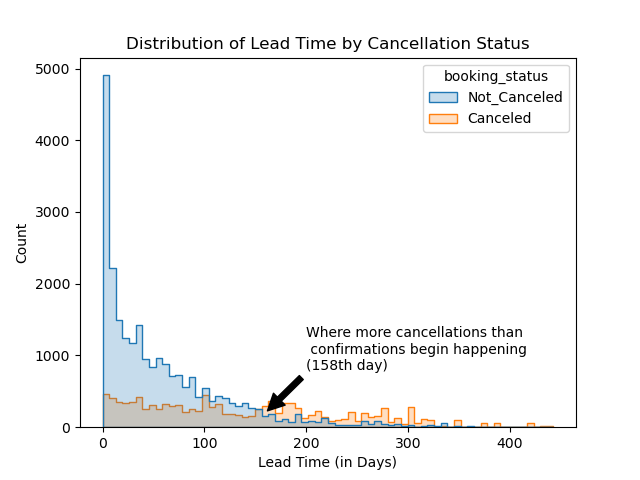 Distribution of Lead Time by Cancellation Status
5000
4000
3000
2000
1000
0
Count
booking_status
Not_Canceled
Canceled
Where more cancellations than
confirmations begin happening
(158th day)
0 100 200 300 400
Lead Time (in Days)